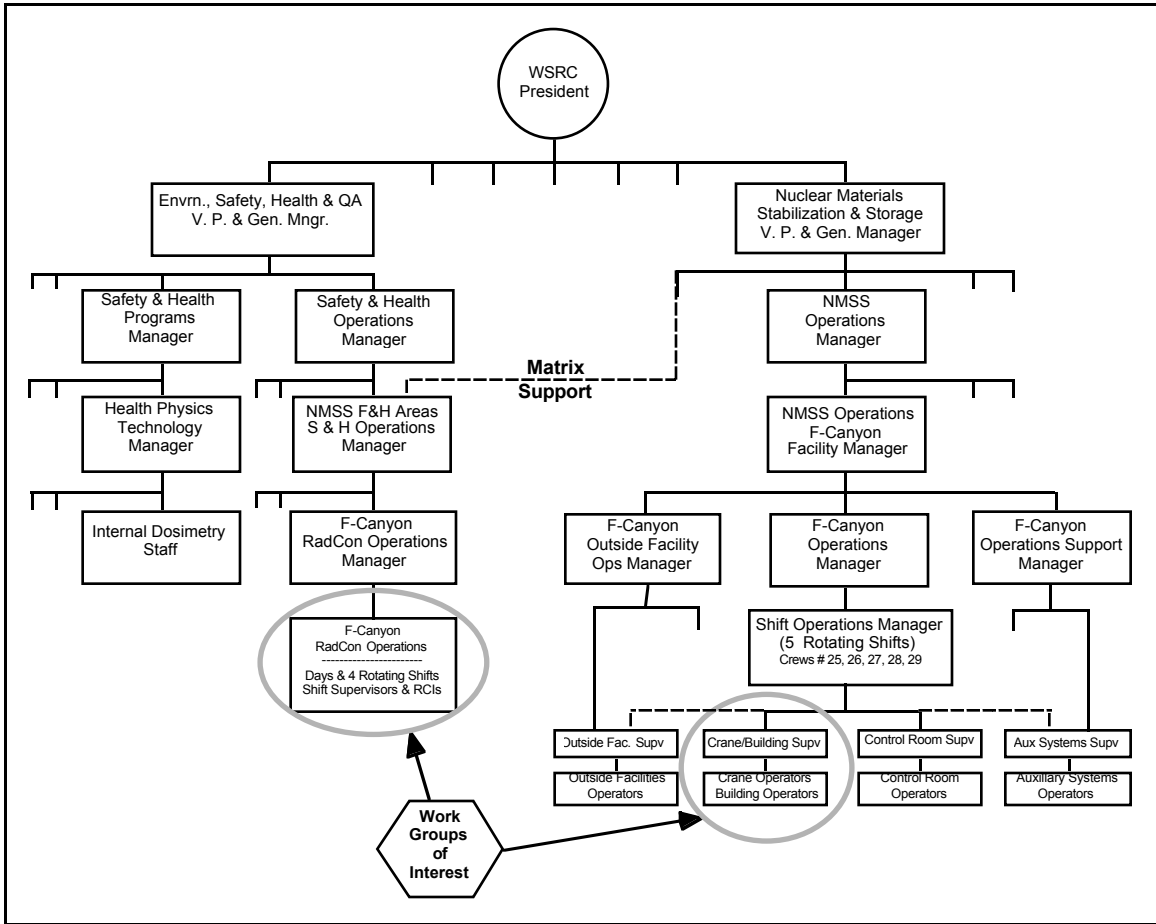 WSRC
President
Envrn., Safety, Health & QA
V. P. & Gen. Mngr.
Nuclear Materials
Stabilization & Storage
V. P. & Gen. Manager
Safety & Health
Programs
Manager
Safety & Health
Operations
Manager
NMSS
Operations
Manager
Matrix
Support
Health Physics
Technology
Manager
NMSS F&H Areas
S & H Operations
Manager
NMSS Operations
F-Canyon
Facility Manager
Internal Dosimetry
Staff
F-Canyon
RadCon Operations
Manager
F-Canyon
Outside Facility
Ops Manager
F-Canyon
Operations
Manager
F-Canyon
Operations Support
Manager
F-Canyon
RadCon Operations
-----------------------
Days & 4 Rotating Shifts
Shift Supervisors & RCIs
Shift Operations Manager
(5 Rotating Shifts)
Crews # 25, 26, 27, 28, 29
Outside Fac. Supv
Crane/Building Supv
Control Room Supv
Aux Systems Supv
Outside Facilities
Operators
Crane Operators
Building Operators
Control Room
Operators
Auxillary Systems
Operators
Work
Groups
of
Interest